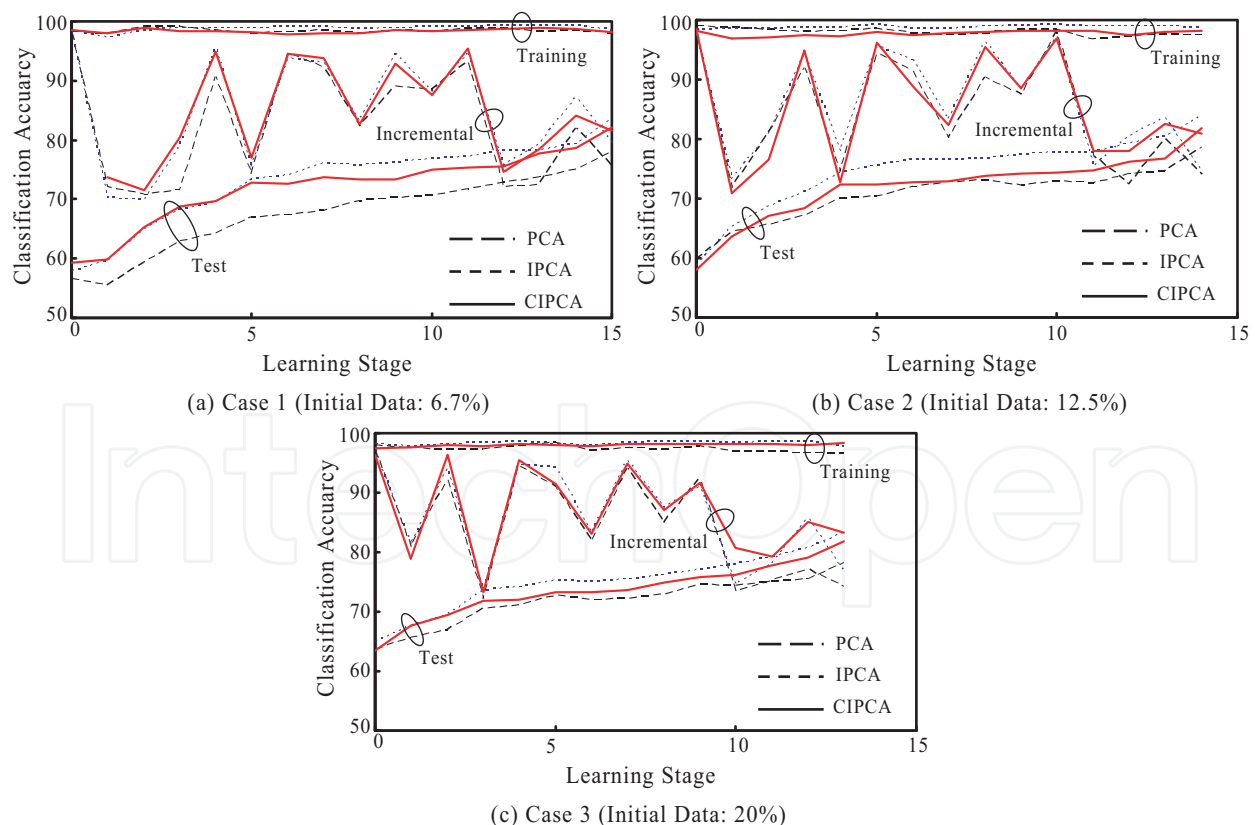 100
90
80
70
60
50
0
5
10
15
Classification Accuarcy
Learning Stage
Training
Incremental
Test
PCA
IPCA
CIPCA
(a) Case 1 (Initial Data: 6.7%)
100
90
80
70
60
50
0
5
10
15
Classification Accuarcy
Learning Stage
Training
Incremental
Test
PCA
IPCA
CIPCA
(b) Case 2 (Initial Data: 12.5%)
100
90
80
70
60
50
0
5
10
15
Classification Accuarcy
Learning Stage
Training
Incremental
Test
PCA
IPCA
CIPCA
(c) Case 3 (Initial Data: 20%)
IntechOpen